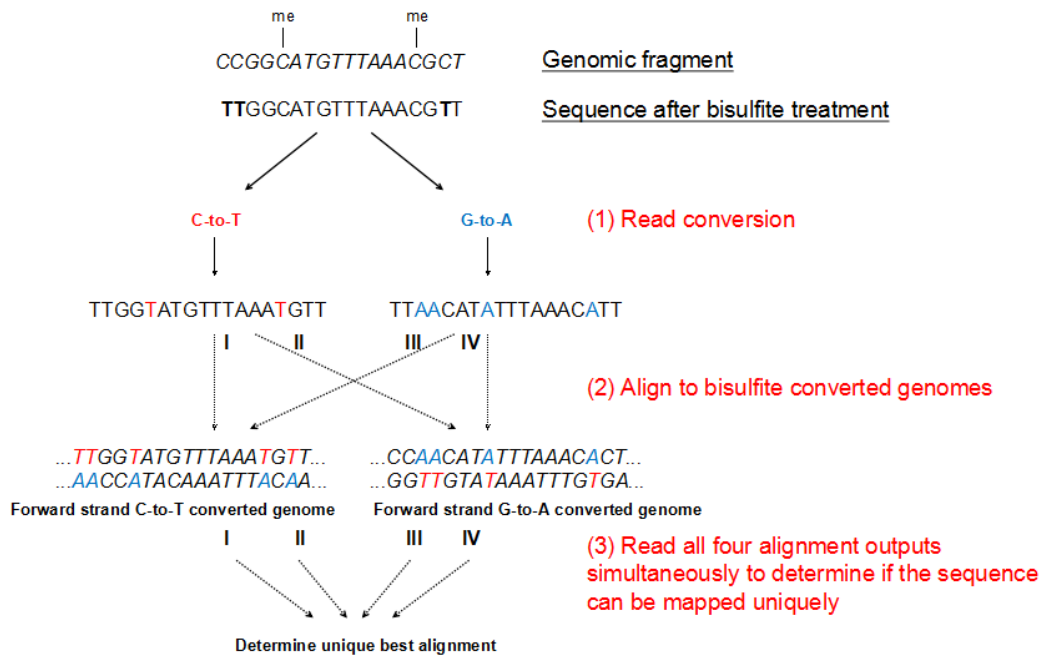 me me
CCGGCATGTTTAAACGCT Genomic fragment
TTGGCATGTTTAAACGTT Sequence after bisulfite treatment
C-to-T G-to-A (1) Read conversion
TTGGTATGTTTAAATGTT TTAACATATTTAAACATT
I II III IV
(2) Align to bisulfite converted genomes
...TTGGTATGTTTAAATGTT... ...CCAACATATTTAAACACT...
...AACCATACAAATTTACAA... ...GGTTGTATAAATTTGTGA...
Forward strand C-to-T converted genome Forward strand G-to-A converted genome
I II III IV
(3) Read all four alignment outputs
simultaneously to determine if the sequence
can be mapped uniquely
Determine unique best alignment